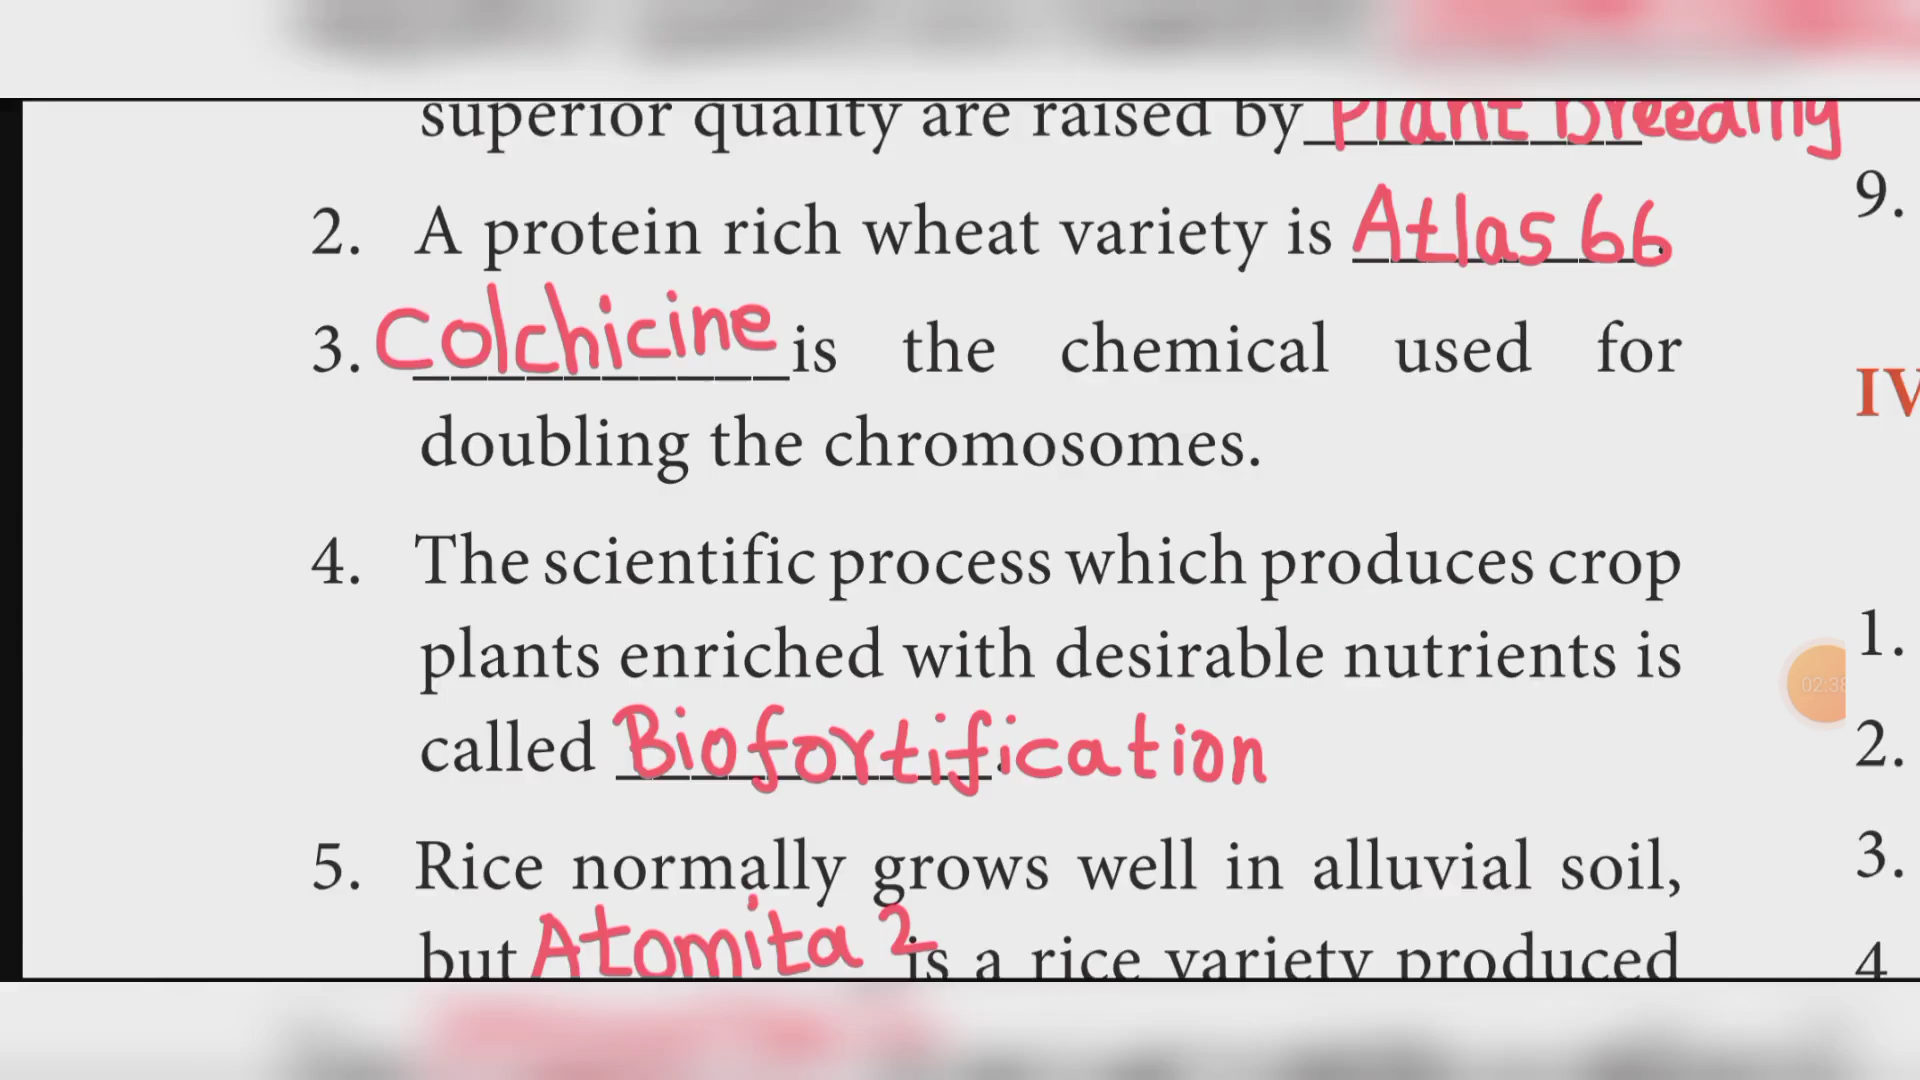 superior quality are raised by Plant Breeding
2. A protein rich wheat variety is Atlas 66.
3. Colchicine is the chemical used for
doubling the chromosomes.
4. The scientific process which produces crop
plants enriched with desirable nutrients is
called Biofortification.
5. Rice normally grows well in alluvial soil,
but Atomita 2 is a rice variety produced
9.
IV
1.
02:38
2.
3.
4